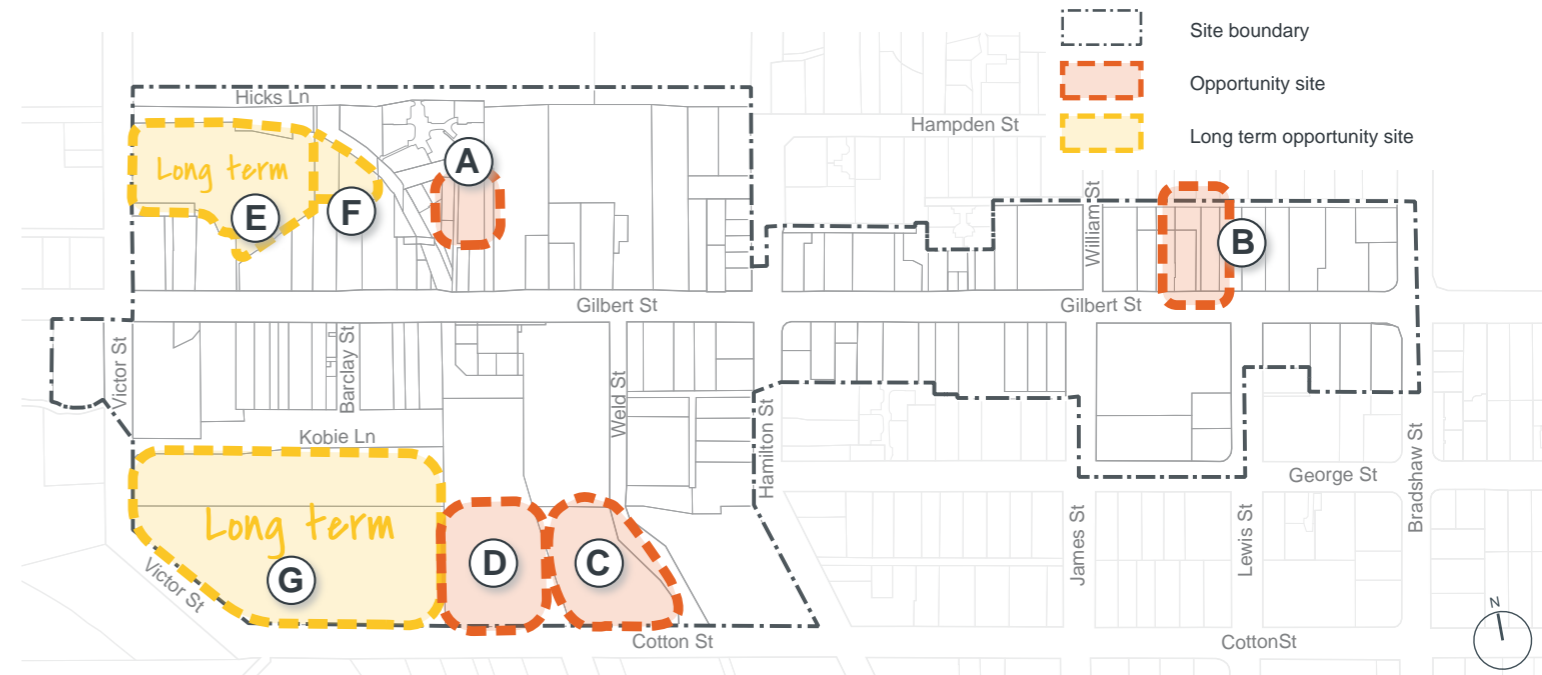 Site boundary
Opportunity site
Long term opportunity site
Hicks Ln
Hampden St
Long term
A
E
F
B
William St
Gilbert St
Gilbert St
Victor St
Barclay St
Weld St
Hamilton St
Kobie Ln
George St
Bradshaw St
Long term
James St
Lewis St
D
C
G
Victor St
N
Cotton St
CottonSt